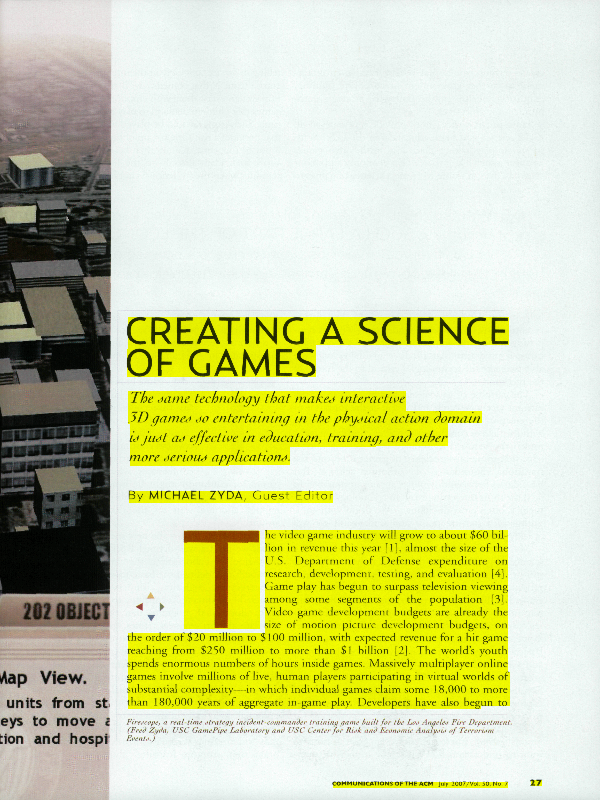 CREATING A SCIENCE
OF GAMES
The same technology that makes interactive
3D games so entertaining in the physical action domain
is just as effective in education, training, and other
more serious applications.
By MICHAEL ZYDA, Guest Editor
The video game industry will grow to about $60 bil-
lion in revenue this year [1], almost the size of the
U.S. Department of Defense expenditure on
research, development, testing, and evaluation [4].
Game play has begun to surpass television viewing
among some segments of the population [3].
Video game development budgets are already the
size of motion picture development budgets, on
the order of $20 million to $100 million, with expected revenue for a hit game
reaching from $250 million to more than $1 billion [2]. The world's youth
spends enormous numbers of hours inside games. Massively multiplayer online
games involve millions of live, human players participating in virtual worlds of
substantial complexity—in which individual games claim some 18,000 to more
than 180,000 years of aggregate in-game play. Developers have also begun to
202 OBJECT
Map View.
units from st
eys to move a
tion and hospi
Firescope, a real-time strategy incident-commander training game built for the Los Angeles Fire Department.
(Feed Zyda, USC GamePipe Laboratory and USC Center for Risk and Economic Analysis of Terrorism
Events.)
COMMUNICATIONS OF THE ACM July 2007/Vol. 50, No. 7 27